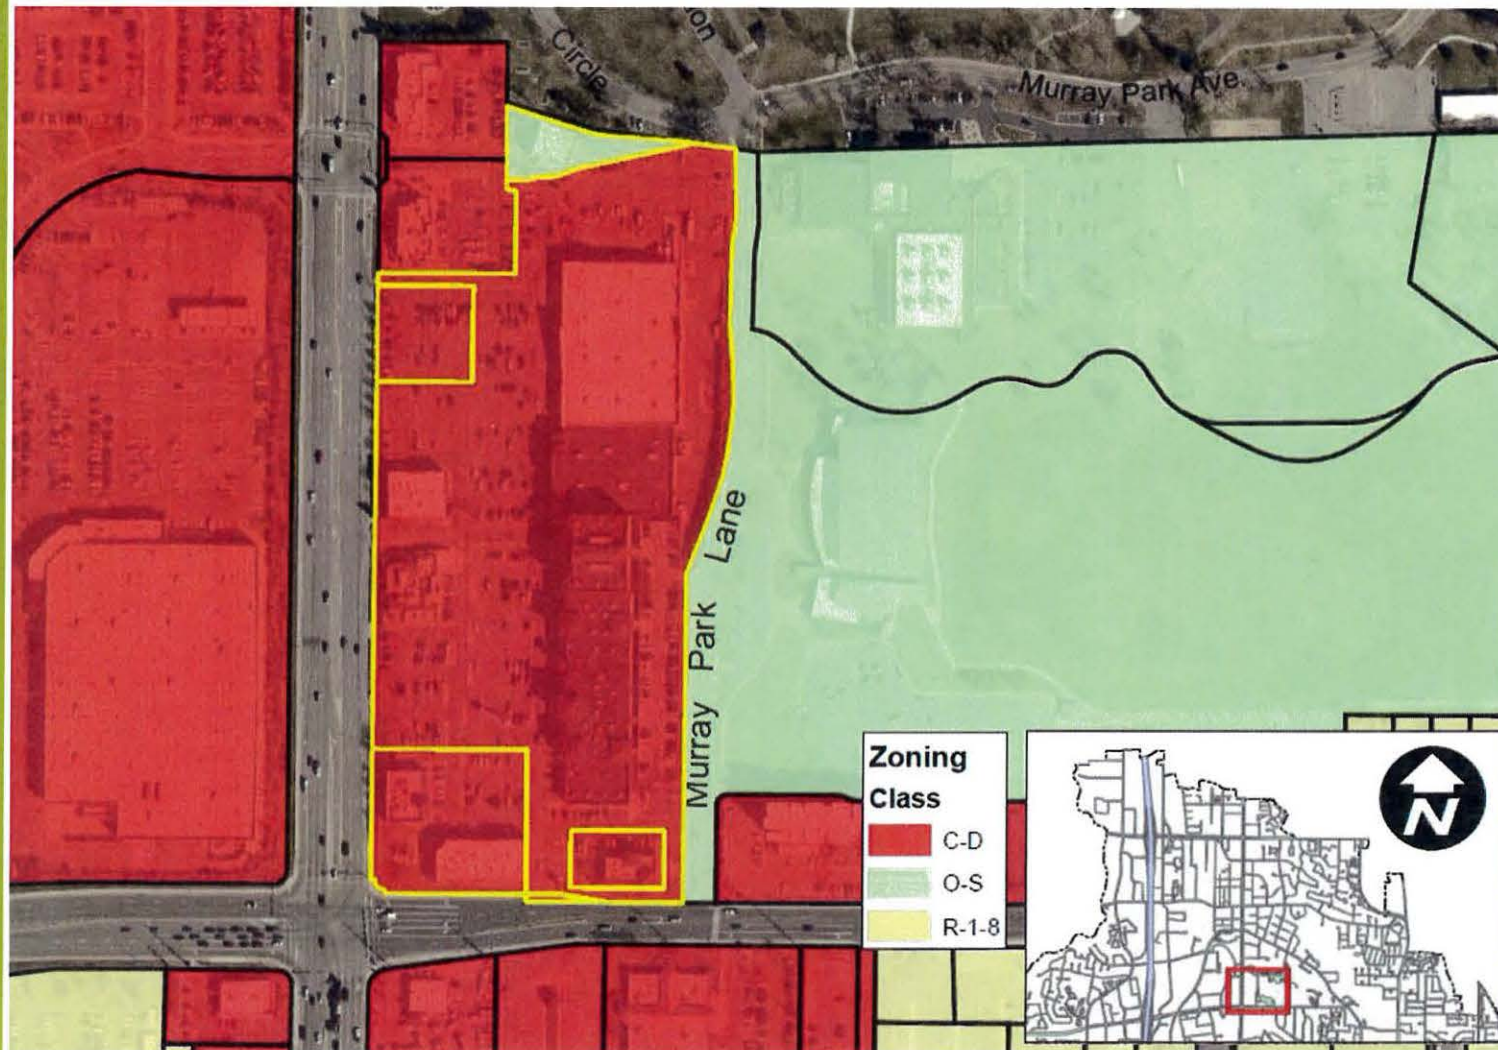 Circle
Murray Park Ave.
Murray Park Lane
Zoning
Class
C-D
O-S
R-1-8
N